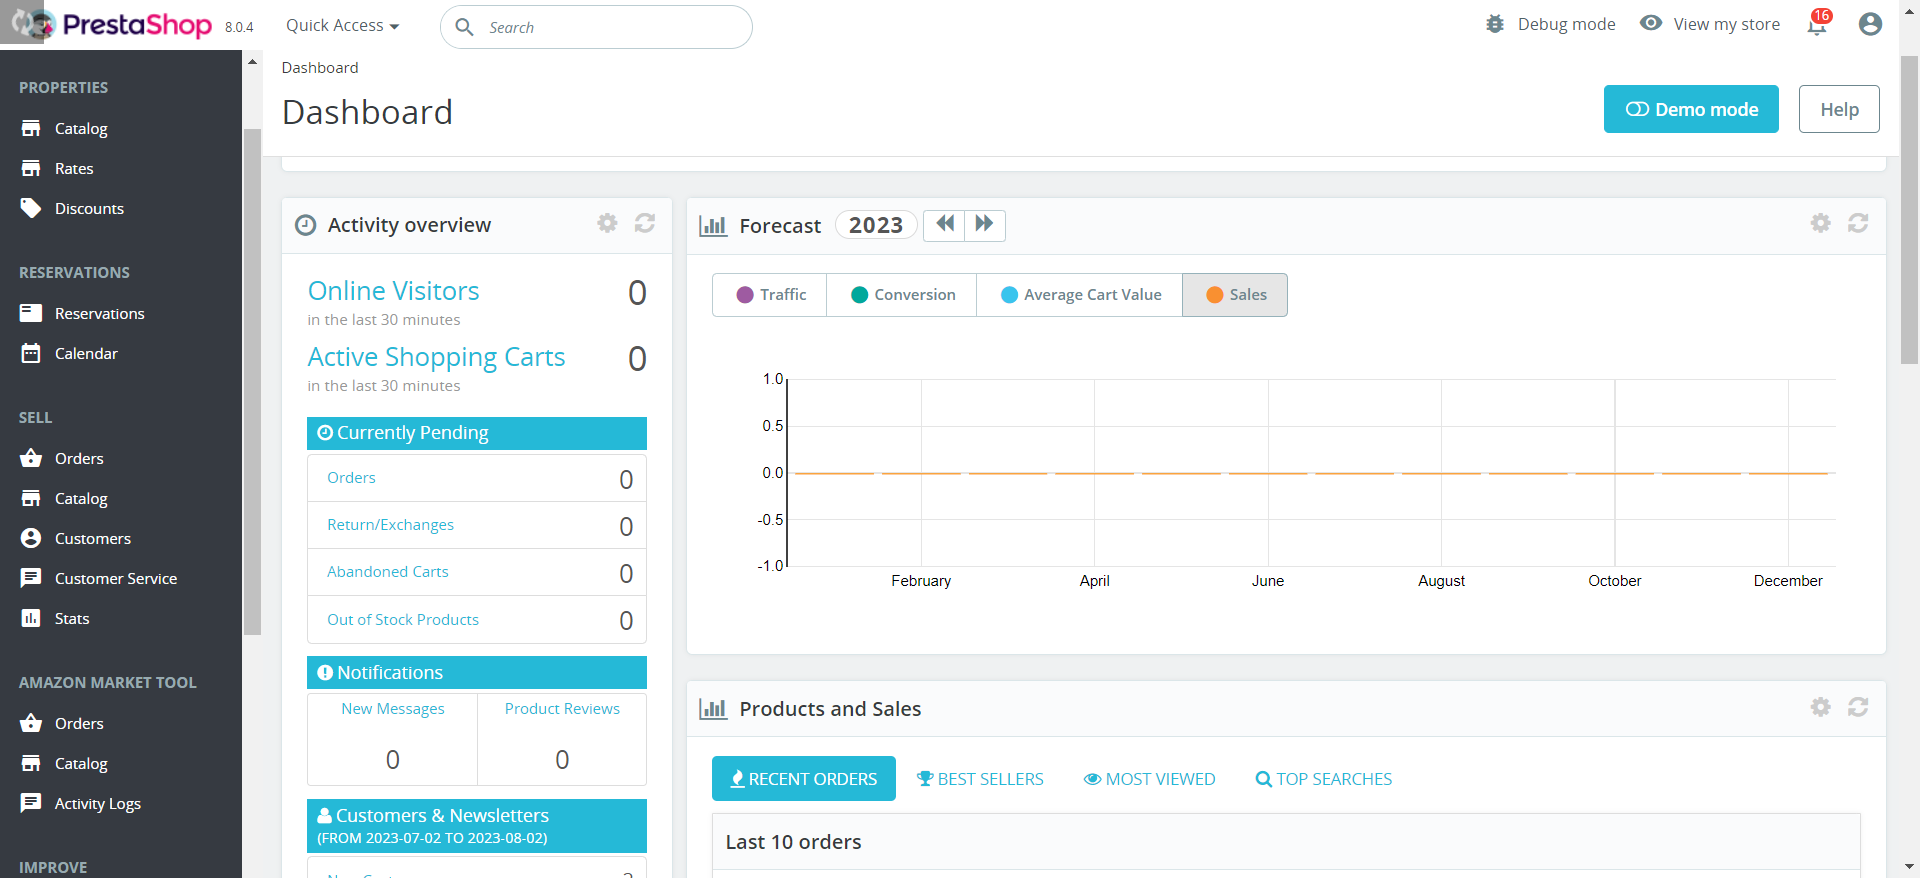 PrestaShop 8.0.4
Quick Access
Search
Debug mode
View my store
16
PROPERTIES
Catalog
Rates
Discounts
RESERVATIONS
Reservations
Calendar
SELL
Orders
Catalog
Customers
Customer Service
Stats
AMAZON MARKET TOOL
Orders
Catalog
Activity Logs
IMPROVE
Dashboard
Dashboard
Demo mode
Help
Activity overview
Online Visitors 0
in the last 30 minutes
Active Shopping Carts 0
in the last 30 minutes
Currently Pending
Orders 0
Return/Exchanges 0
Abandoned Carts 0
Out of Stock Products 0
Notifications
New Messages
0
Product Reviews
0
Customers & Newsletters
(FROM 2023-07-02 TO 2023-08-02)
Forecast 2023
Traffic
Conversion
Average Cart Value
Sales
1.0
0.5
0.0
-0.5
-1.0
February April June August October December
Products and Sales
RECENT ORDERS
BEST SELLERS
MOST VIEWED
TOP SEARCHES
Last 10 orders